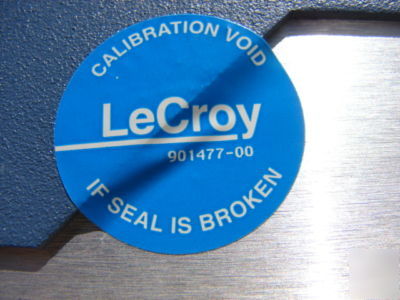 CALIBRATION VOID
LeCroy
901477-00
IF SEAL IS BROKEN